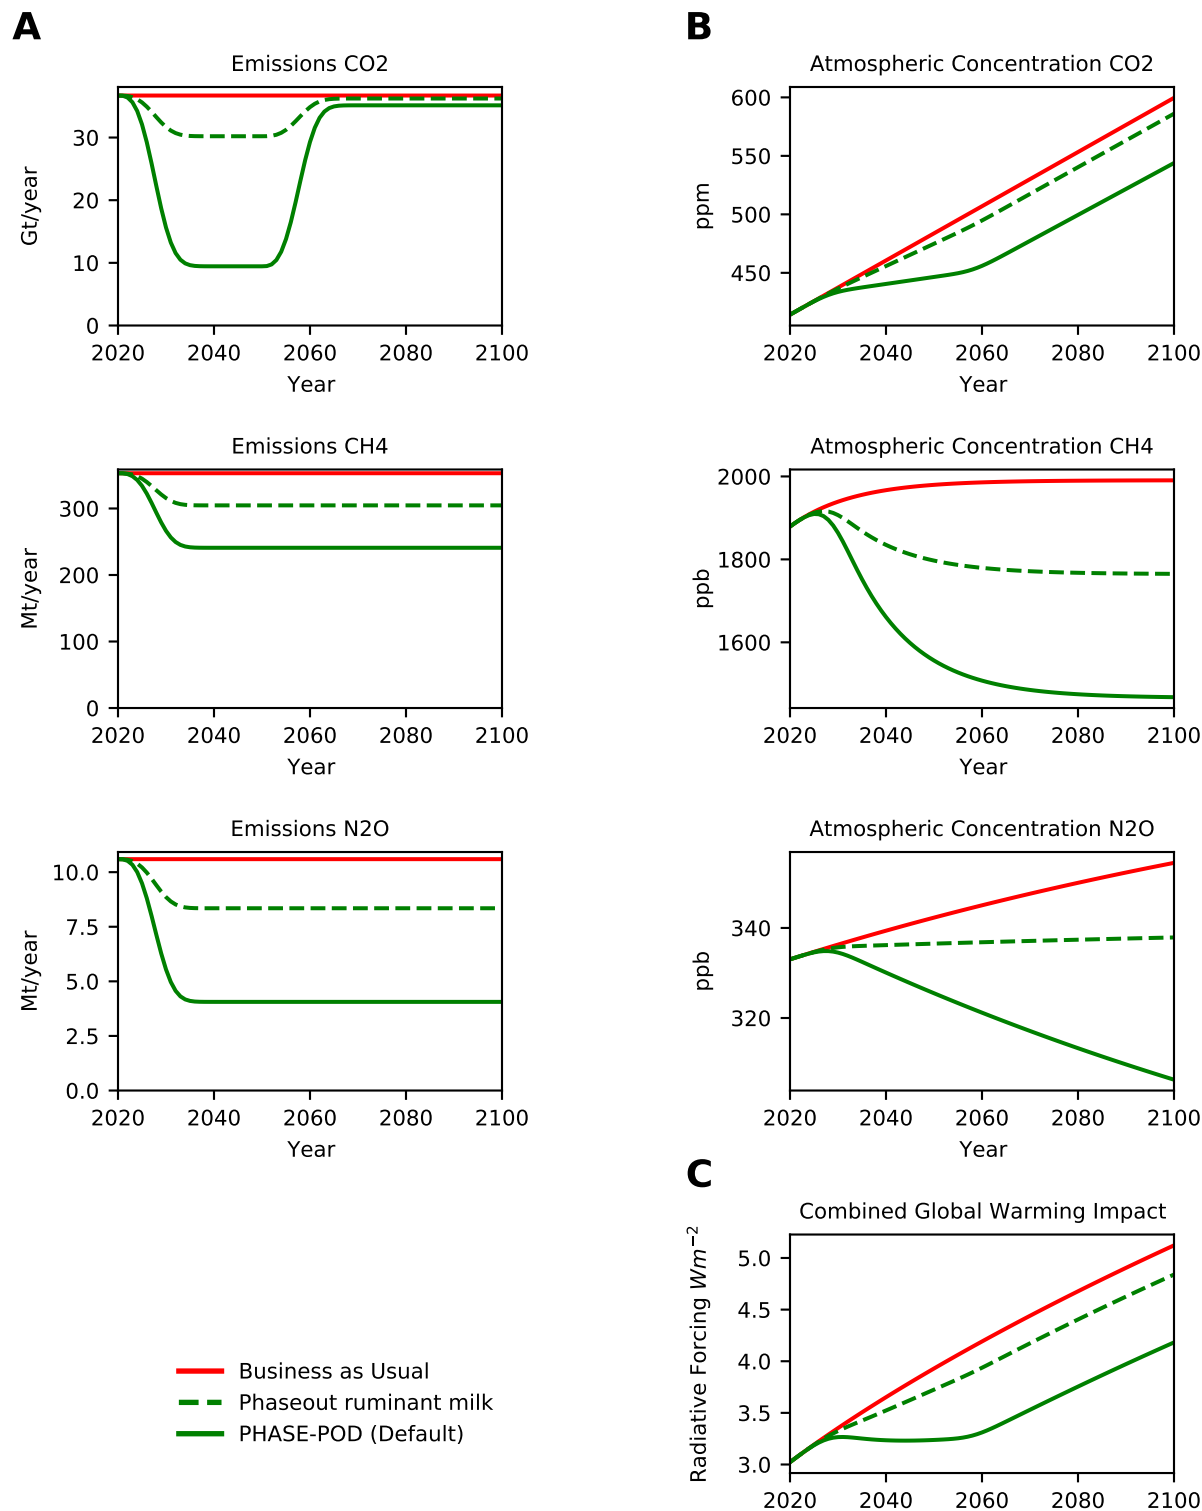 A
Emissions CO2
Gt/year
30
20
10
0
2020 2040 2060 2080 2100
Year
Emissions CH4
Mt/year
300
200
100
0
2020 2040 2060 2080 2100
Year
Emissions N2O
Mt/year
10.0
7.5
5.0
2.5
0.0
2020 2040 2060 2080 2100
Year
B
Atmospheric Concentration CO2
ppm
600
550
500
450
2020 2040 2060 2080 2100
Year
Atmospheric Concentration CH4
ppb
2000
1800
1600
2020 2040 2060 2080 2100
Year
Atmospheric Concentration N2O
ppb
340
320
2020 2040 2060 2080 2100
Year
C
Combined Global Warming Impact
Radiative Forcing Wm⁻²
5.0
4.5
4.0
3.5
3.0
2020 2040 2060 2080 2100
Business as Usual
Phaseout ruminant milk
PHASE-POD (Default)